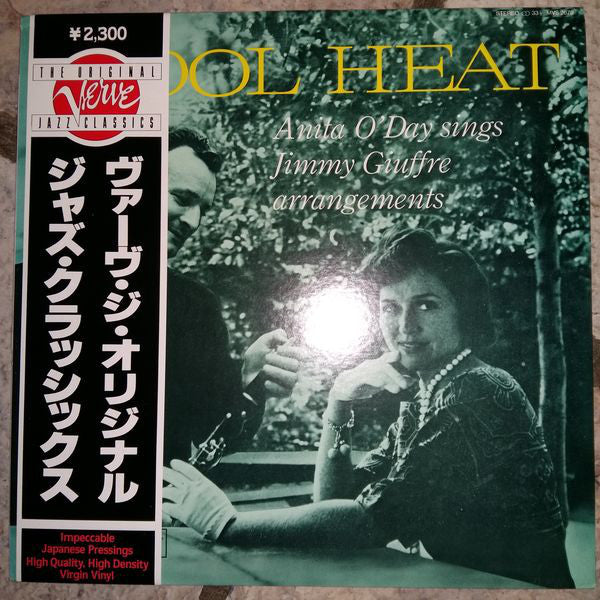 ¥2,300
THE ORIGINAL
Verve
JAZZ CLASSICS
ヴァーヴ・ジ・オリジナル
ジャズ・クラッシックス
Impeccable
Japanese Pressings
High Quality, High Density
Virgin Vinyl
STEREO
OOL HEAT
Anita O'Day sings
Jimmy Giuffre
arrangements